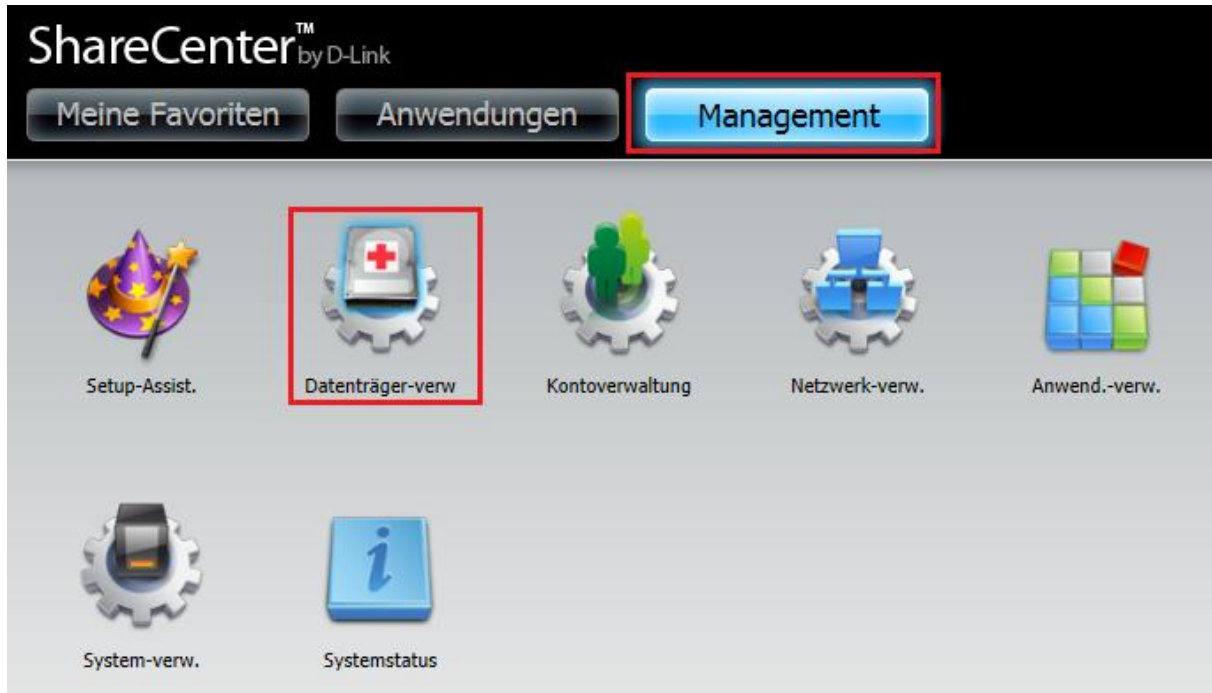 ShareCenter™ by D-Link
Meine Favoriten
Anwendungen
Management
Setup-Assist.
Datenträger-verw
Kontoverwaltung
Netzwerk-verw.
Anwend.-verw.
i
System-verw.
Systemstatus